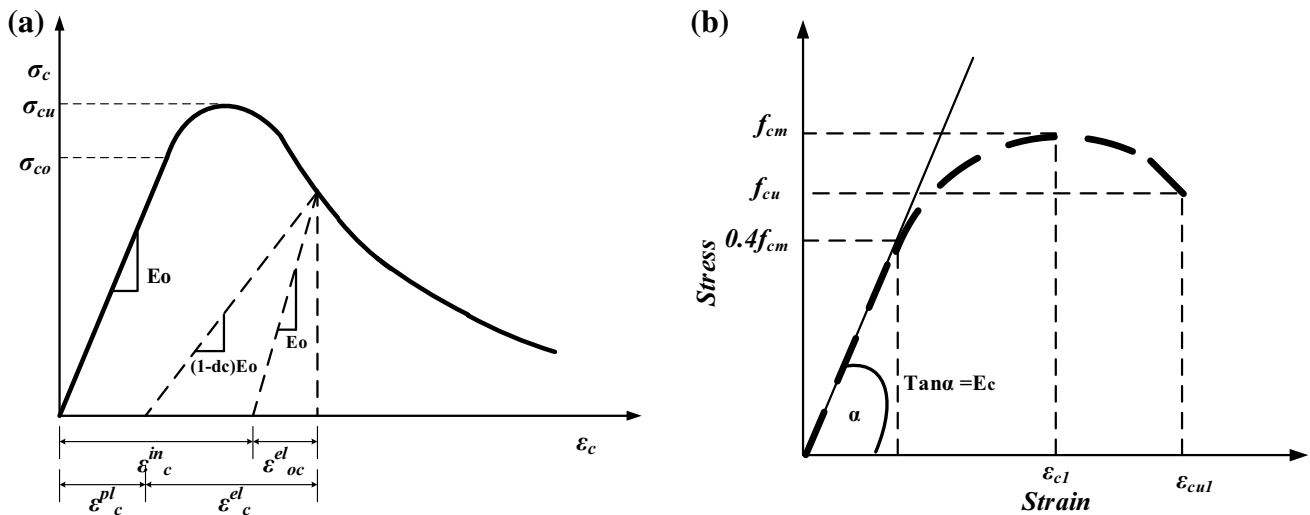 (a)
σc
σcu
σco
Eo
(1-dc)Eo
Eo
εc
ε^in_c
ε^el_oc
ε^pl_c
ε^el_c
(b)
Stress
fcm
fcu
0.4fcm
Tanα =Ec
α
εc1
εcu1
Strain